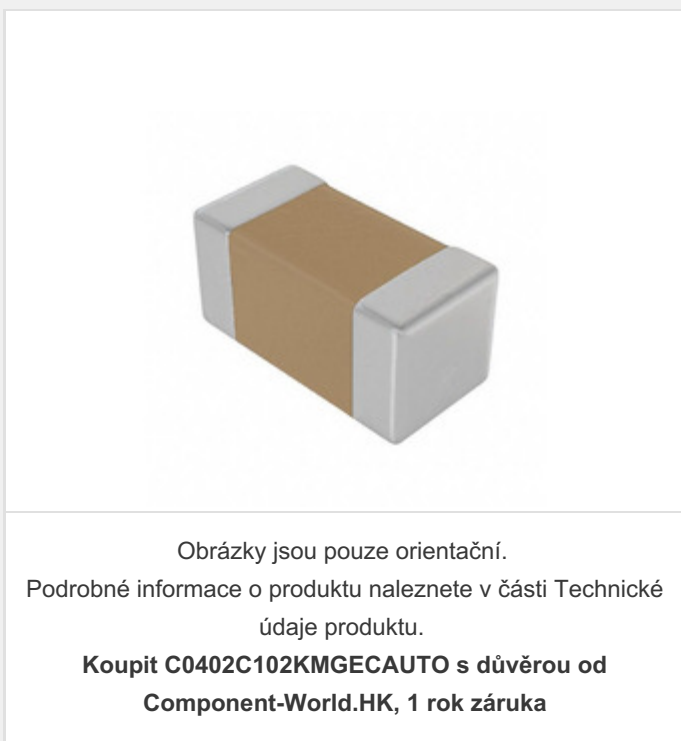 Obrázky jsou pouze orientační.
Podrobné informace o produktu naleznete v části Technické
údaje produktu.
Koupit C0402C102KMGECAUTO s důvěrou od
Component-World.HK, 1 rok záruka